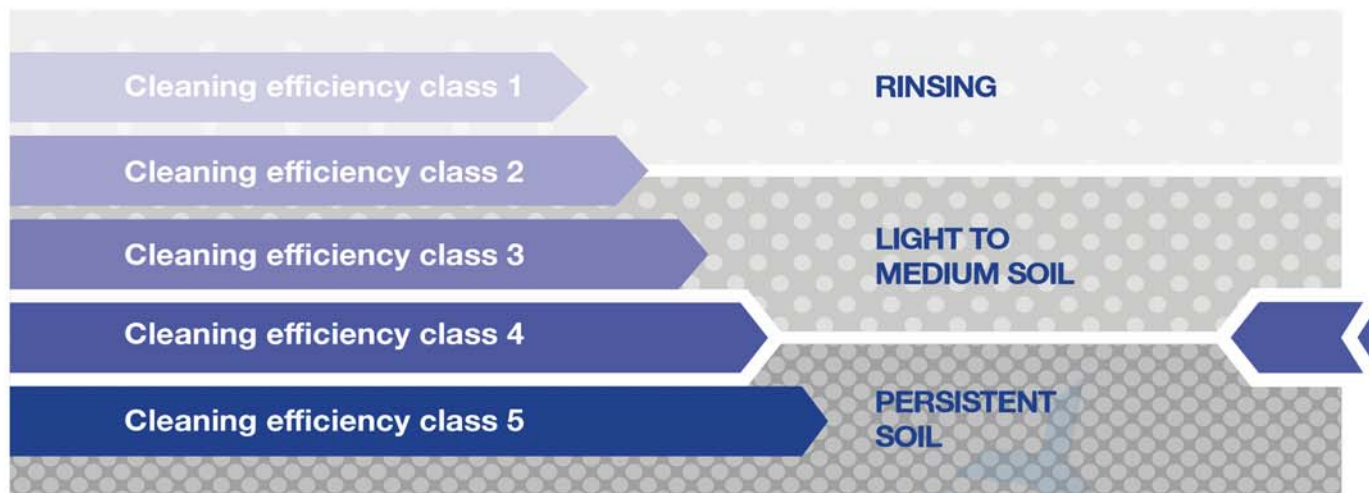 Cleaning efficiency class 1
RINSING
Cleaning efficiency class 2
Cleaning efficiency class 3
LIGHT TO
MEDIUM SOIL
Cleaning efficiency class 4
Cleaning efficiency class 5
PERSISTENT
SOIL